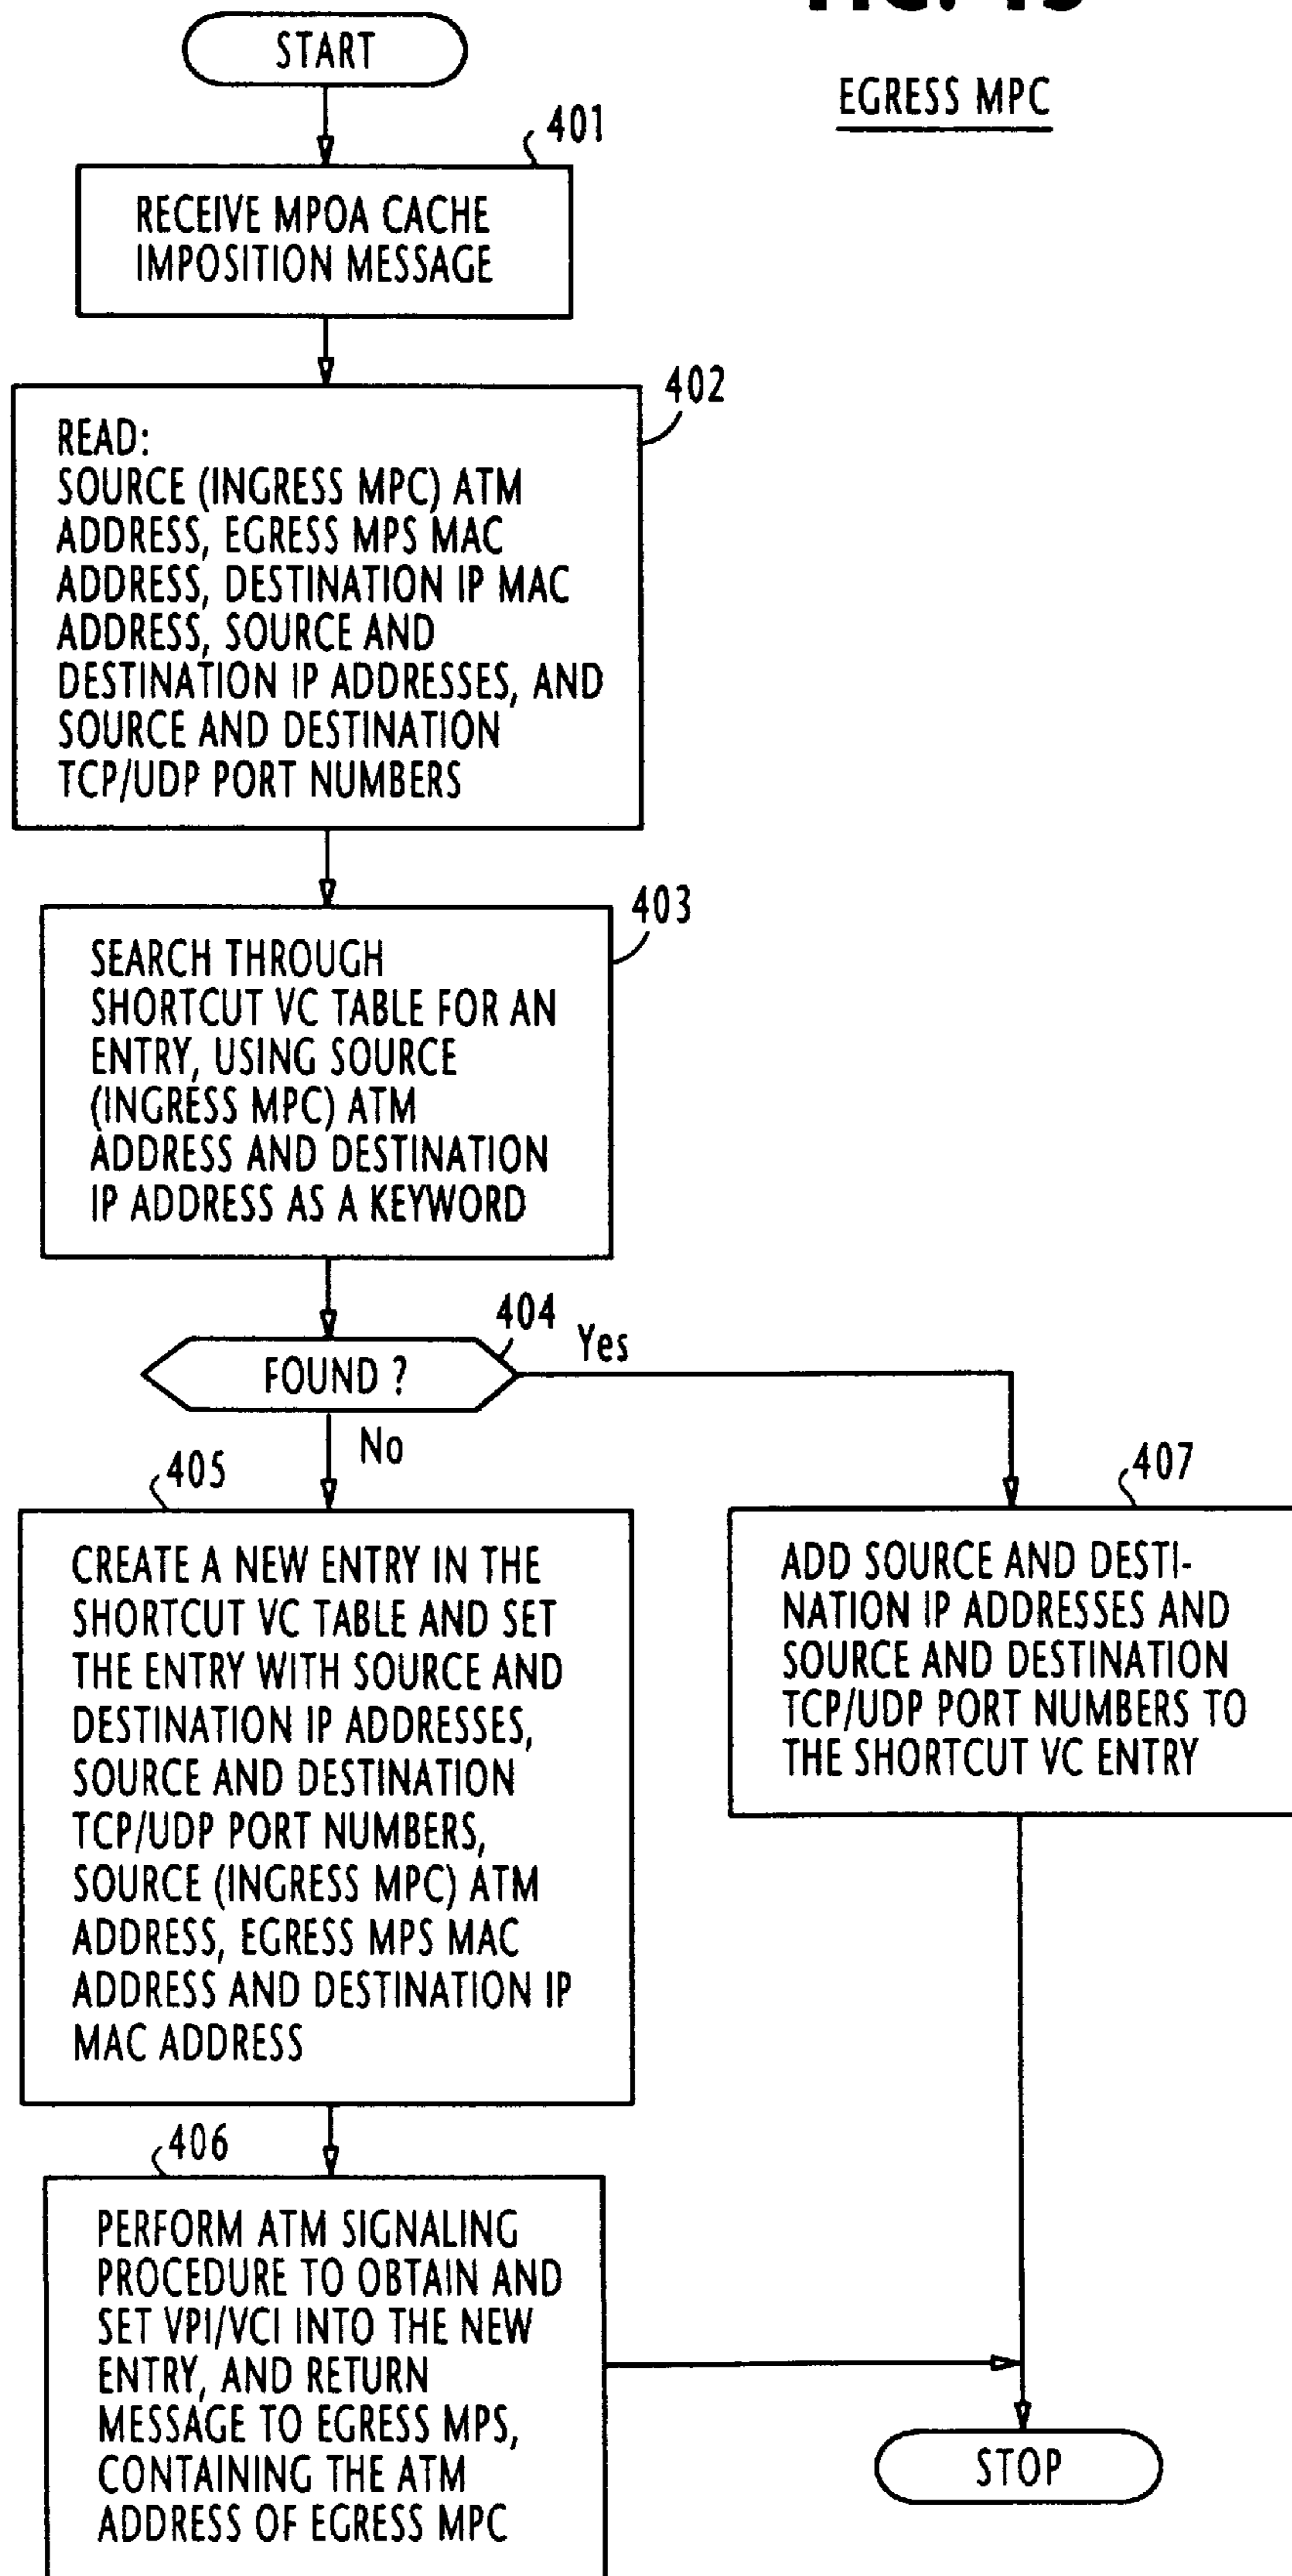 EGRESS MPC
START
401
RECEIVE MPOA CACHE
IMPOSITION MESSAGE
402
READ:
SOURCE (INGRESS MPC) ATM
ADDRESS, EGRESS MPS MAC
ADDRESS, DESTINATION IP MAC
ADDRESS, SOURCE AND
DESTINATION IP ADDRESSES, AND
SOURCE AND DESTINATION
TCP/UDP PORT NUMBERS
403
SEARCH THROUGH
SHORTCUT VC TABLE FOR AN
ENTRY, USING SOURCE
(INGRESS MPC) ATM
ADDRESS AND DESTINATION
IP ADDRESS AS A KEYWORD
404
FOUND ?
Yes
No
405
CREATE A NEW ENTRY IN THE
SHORTCUT VC TABLE AND SET
THE ENTRY WITH SOURCE AND
DESTINATION IP ADDRESSES,
SOURCE AND DESTINATION
TCP/UDP PORT NUMBERS,
SOURCE (INGRESS MPC) ATM
ADDRESS, EGRESS MPS MAC
ADDRESS AND DESTINATION IP
MAC ADDRESS
407
ADD SOURCE AND DESTI-
NATION IP ADDRESSES AND
SOURCE AND DESTINATION
TCP/UDP PORT NUMBERS TO
THE SHORTCUT VC ENTRY
406
PERFORM ATM SIGNALING
PROCEDURE TO OBTAIN AND
SET VPI/VCI INTO THE NEW
ENTRY, AND RETURN
MESSAGE TO EGRESS MPS,
CONTAINING THE ATM
ADDRESS OF EGRESS MPC
STOP